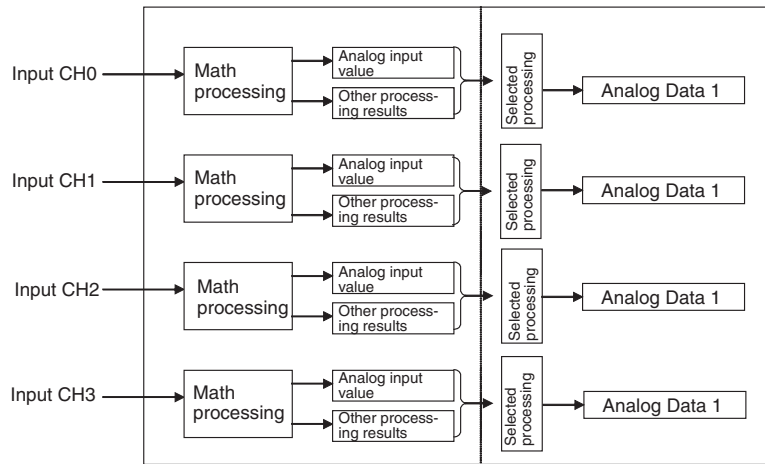 Input CH0
Math
processing
Analog input
value
Other process-
ing results
Selected
processing
Analog Data 1
Input CH1
Math
processing
Analog input
value
Other process-
ing results
Selected
processing
Analog Data 1
Input CH2
Math
processing
Analog input
value
Other process-
ing results
Selected
processing
Analog Data 1
Input CH3
Math
processing
Analog input
value
Other process-
ing results
Selected
processing
Analog Data 1